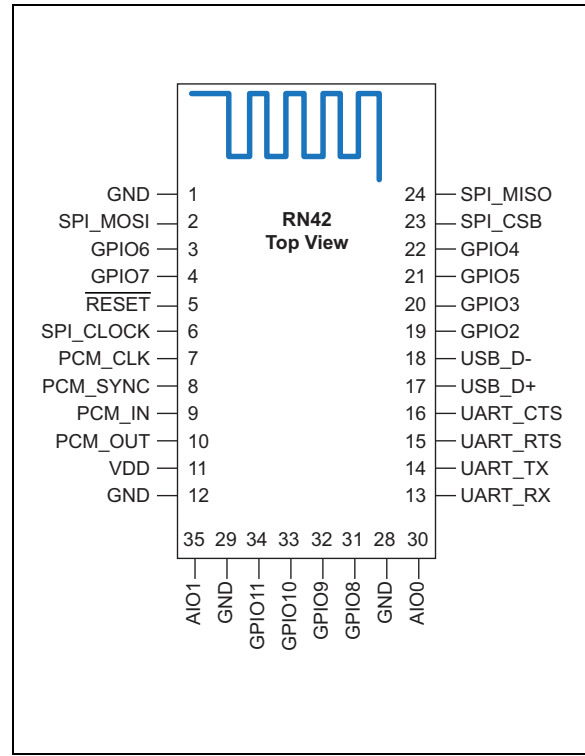 RN42
Top View
GND 1
SPI_MOSI 2
GPIO6 3
GPIO7 4
RESET 5
SPI_CLOCK 6
PCM_CLK 7
PCM_SYNC 8
PCM_IN 9
PCM_OUT 10
VDD 11
GND 12
24 SPI_MISO
23 SPI_CSB
22 GPIO4
21 GPIO5
20 GPIO3
19 GPIO2
18 USB_D-
17 USB_D+
16 UART_CTS
15 UART_RTS
14 UART_TX
13 UART_RX
35 29 34 33 32 31 28 30
AIO1
GND
GPIO11
GPIO10
GPIO9
GPIO8
GND
AIO0